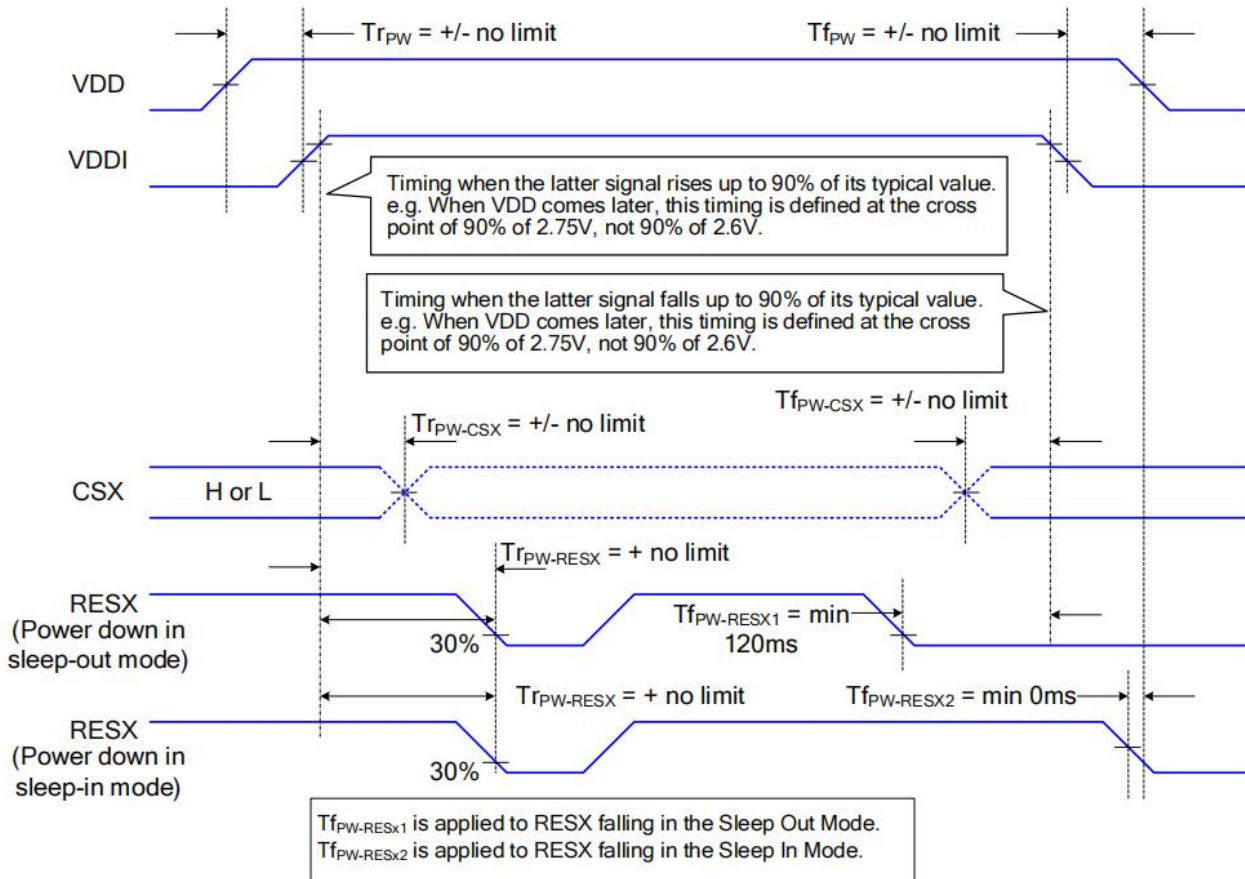 TrPW = +/- no limit
TfPW = +/- no limit
VDD
VDDI
Timing when the latter signal rises up to 90% of its typical value.
e.g. When VDD comes later, this timing is defined at the cross
point of 90% of 2.75V, not 90% of 2.6V.
Timing when the latter signal falls up to 90% of its typical value.
e.g. When VDD comes later, this timing is defined at the cross
point of 90% of 2.75V, not 90% of 2.6V.
TrPW-CSX = +/- no limit
TfPW-CSX = +/- no limit
CSX
H or L
TrPW-RESX = + no limit
RESX
(Power down in
sleep-out mode)
30%
TfPW-RESX1 = min
120ms
TrPW-RESX = + no limit
TfPW-RESX2 = min 0ms
RESX
(Power down in
sleep-in mode)
30%
TfPW-RESx1 is applied to RESX falling in the Sleep Out Mode.
TfPW-RESx2 is applied to RESX falling in the Sleep In Mode.